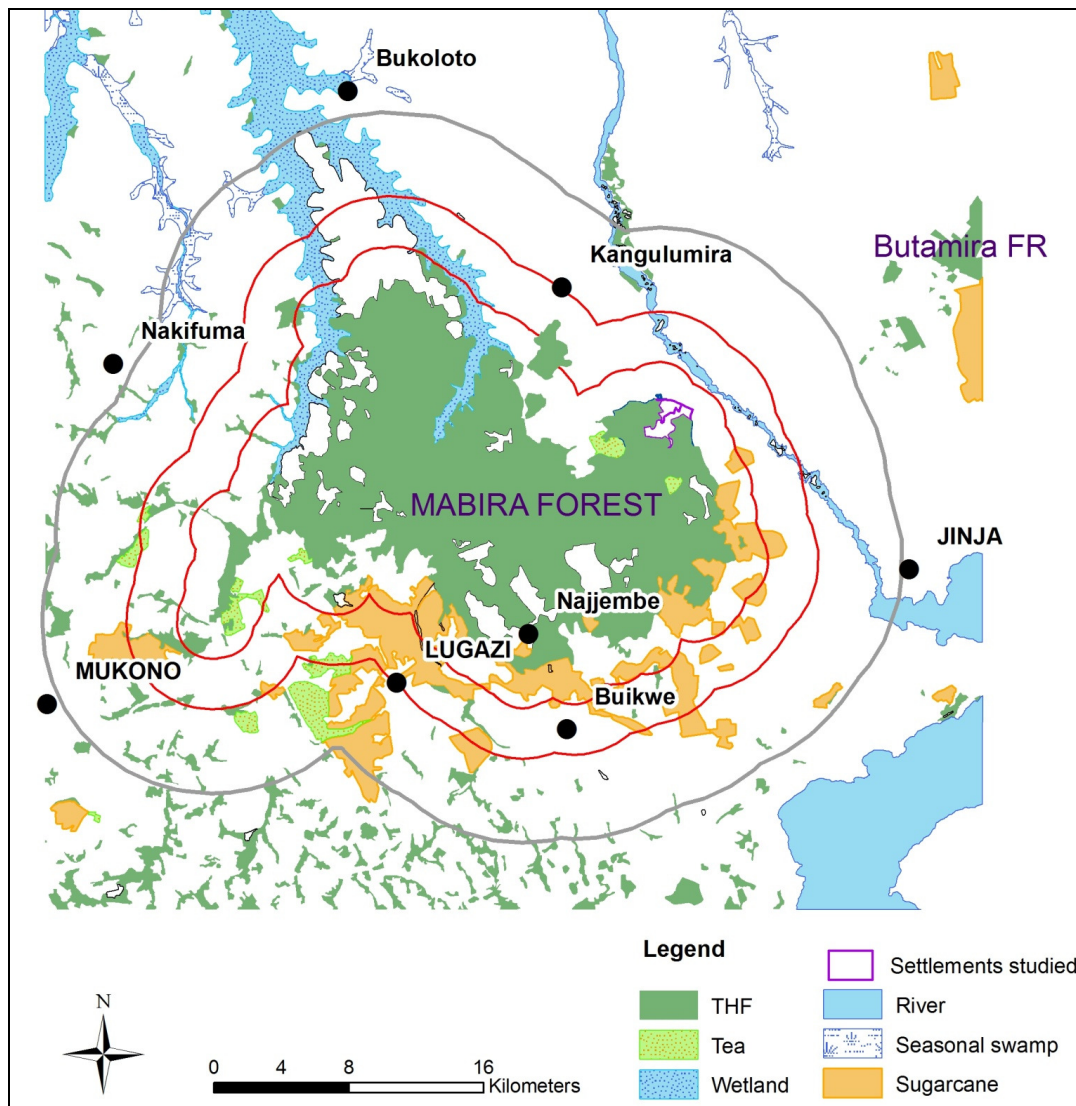 Bukoloto
Kangulumira
Butamira FR
Nakifuma
MABIRA FOREST
JINJA
Najjembe
LUGAZI
MUKONO
Buikwe
Legend
Settlements studied
THF
River
Tea
Seasonal swamp
Wetland
Sugarcane
N
0 4 8 16
Kilometers